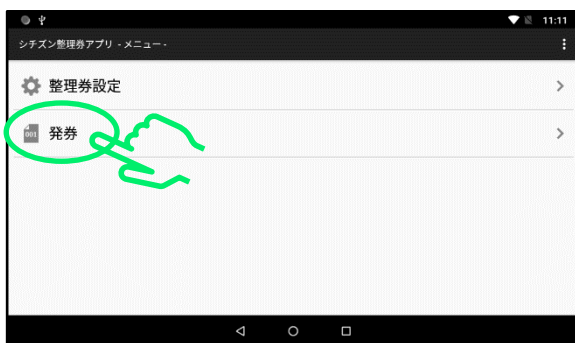 11:11
シチズン整理券アプリ - メニュー -
整理券設定
001
発券